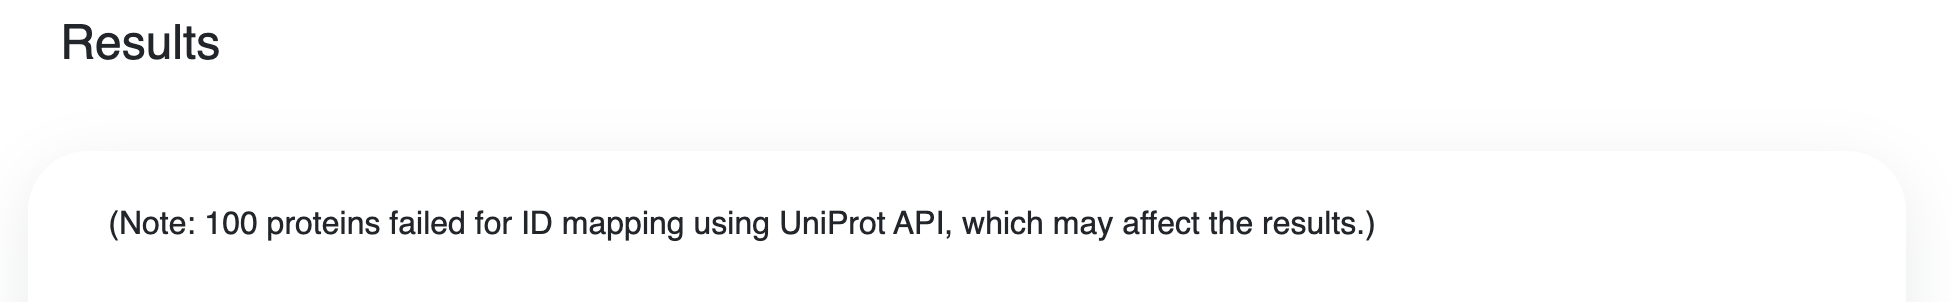 Results
(Note: 100 proteins failed for ID mapping using UniProt API, which may affect the results.)